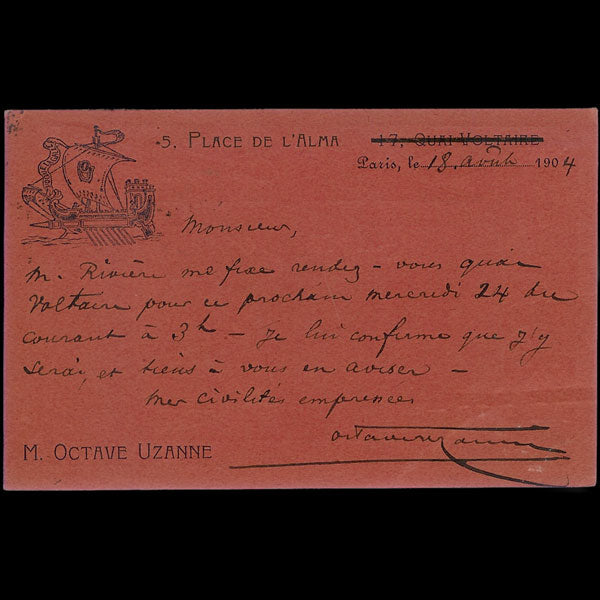 5, PLACE DE L'ALMA
17, QUAI VOLTAIRE
Paris, le 18 août 1904
Monsieur,
M. Rivière me fixe rendez-vous quai
Voltaire pour ce prochain mercredi 24 du
courant à 3h – Je lui confirme que j'y
serai, et tiens à vous en aviser –
Mes civilités empressées
Octave Uzanne
M. OCTAVE UZANNE